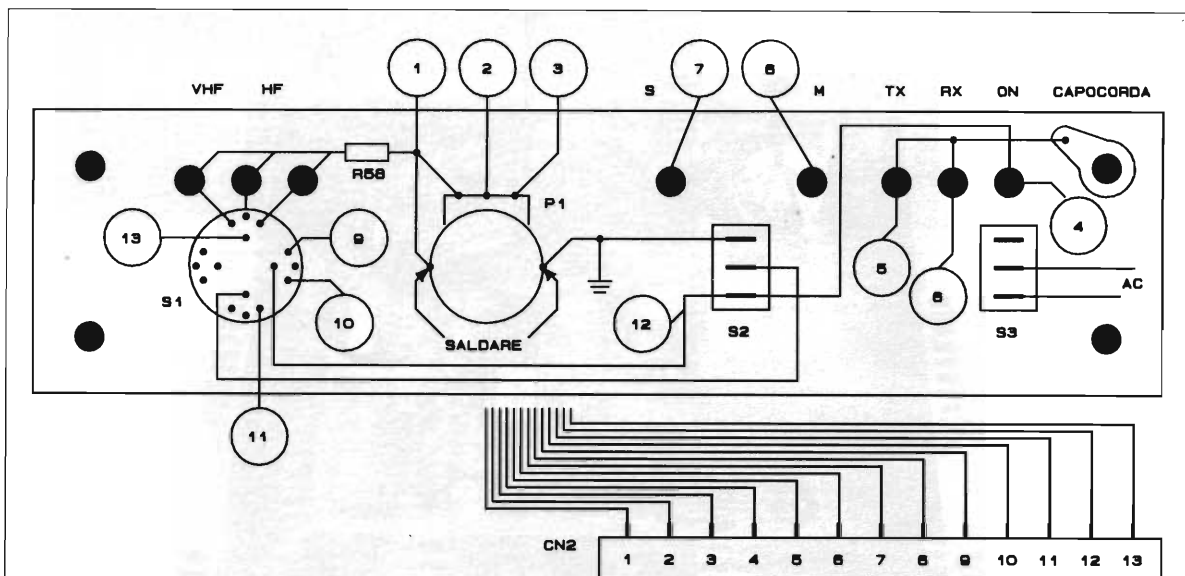 1 2 3 7 8
VHF HF S M TX RX ON CAPOCORDA
R58
P1
13 9 4
5 6
S1 10 12 AC
SALDARE S2 S3
11
CN2
1 2 3 4 5 6 7 8 9 10 11 12 13